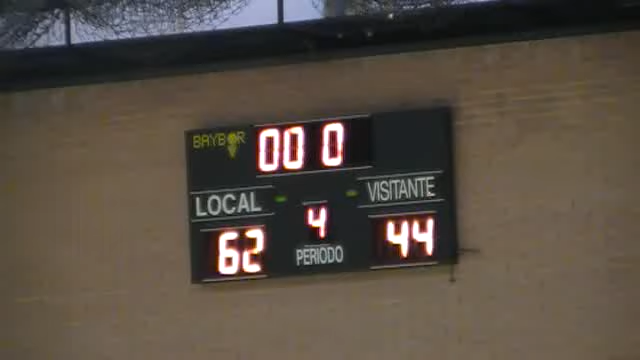 BAYBOR
00 0
LOCAL VISITANTE
62 4 44
PERIODO